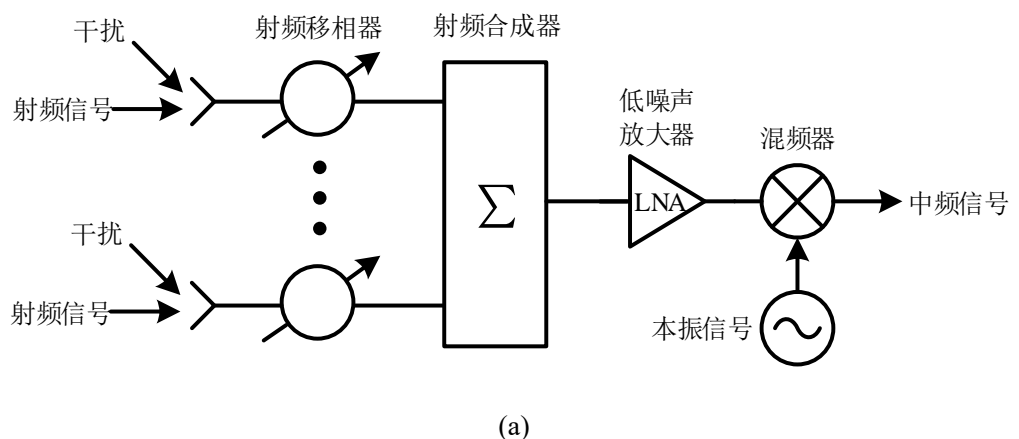 干扰
射频移相器
射频合成器
射频信号
低噪声
放大器
混频器
Σ
LNA
中频信号
干扰
射频信号
本振信号
(a)